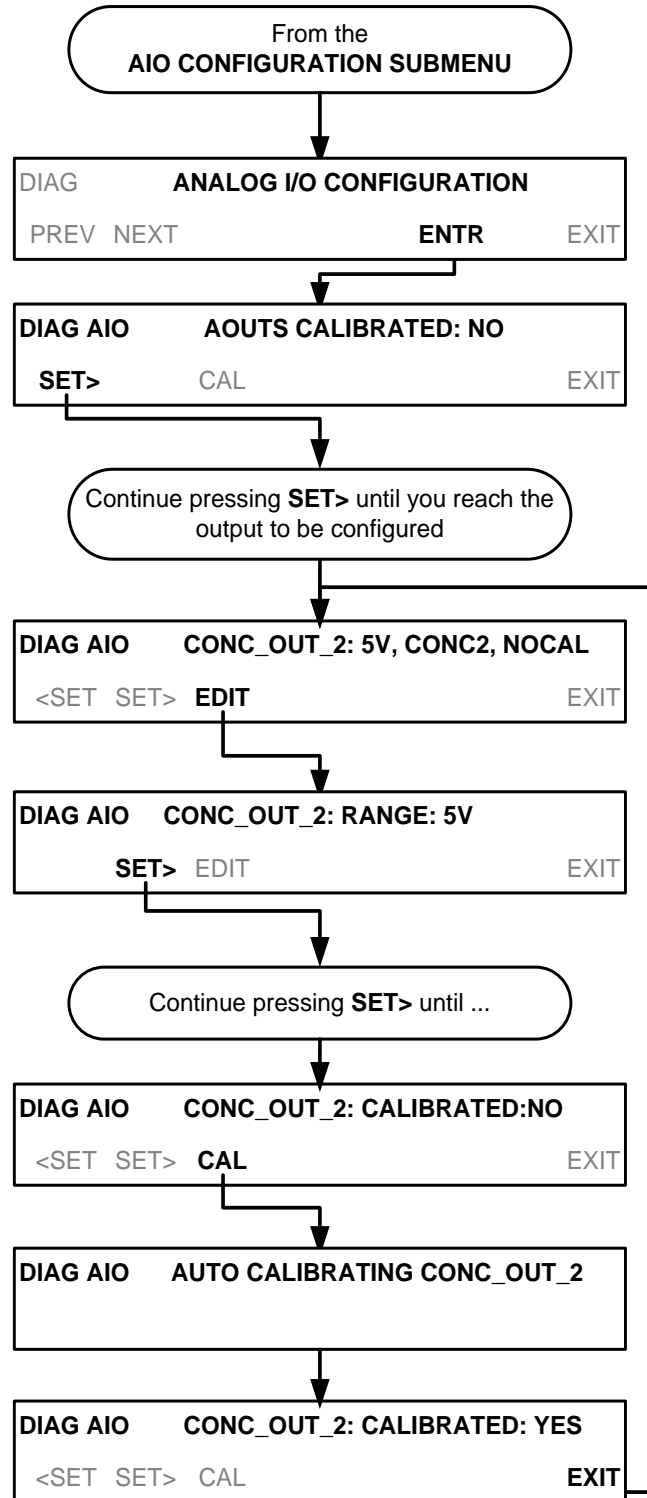 From the
AIO CONFIGURATION SUBMENU
DIAG ANALOG I/O CONFIGURATION
PREV NEXT ENTR EXIT
DIAG AIO AOUTS CALIBRATED: NO
SET> CAL EXIT
Continue pressing SET> until you reach the
output to be configured
DIAG AIO CONC_OUT_2: 5V, CONC2, NOCAL
<SET SET> EDIT EXIT
DIAG AIO CONC_OUT_2: RANGE: 5V
SET> EDIT EXIT
Continue pressing SET> until ...
DIAG AIO CONC_OUT_2: CALIBRATED:NO
<SET SET> CAL EXIT
DIAG AIO AUTO CALIBRATING CONC_OUT_2
DIAG AIO CONC_OUT_2: CALIBRATED: YES
<SET SET> CAL EXIT